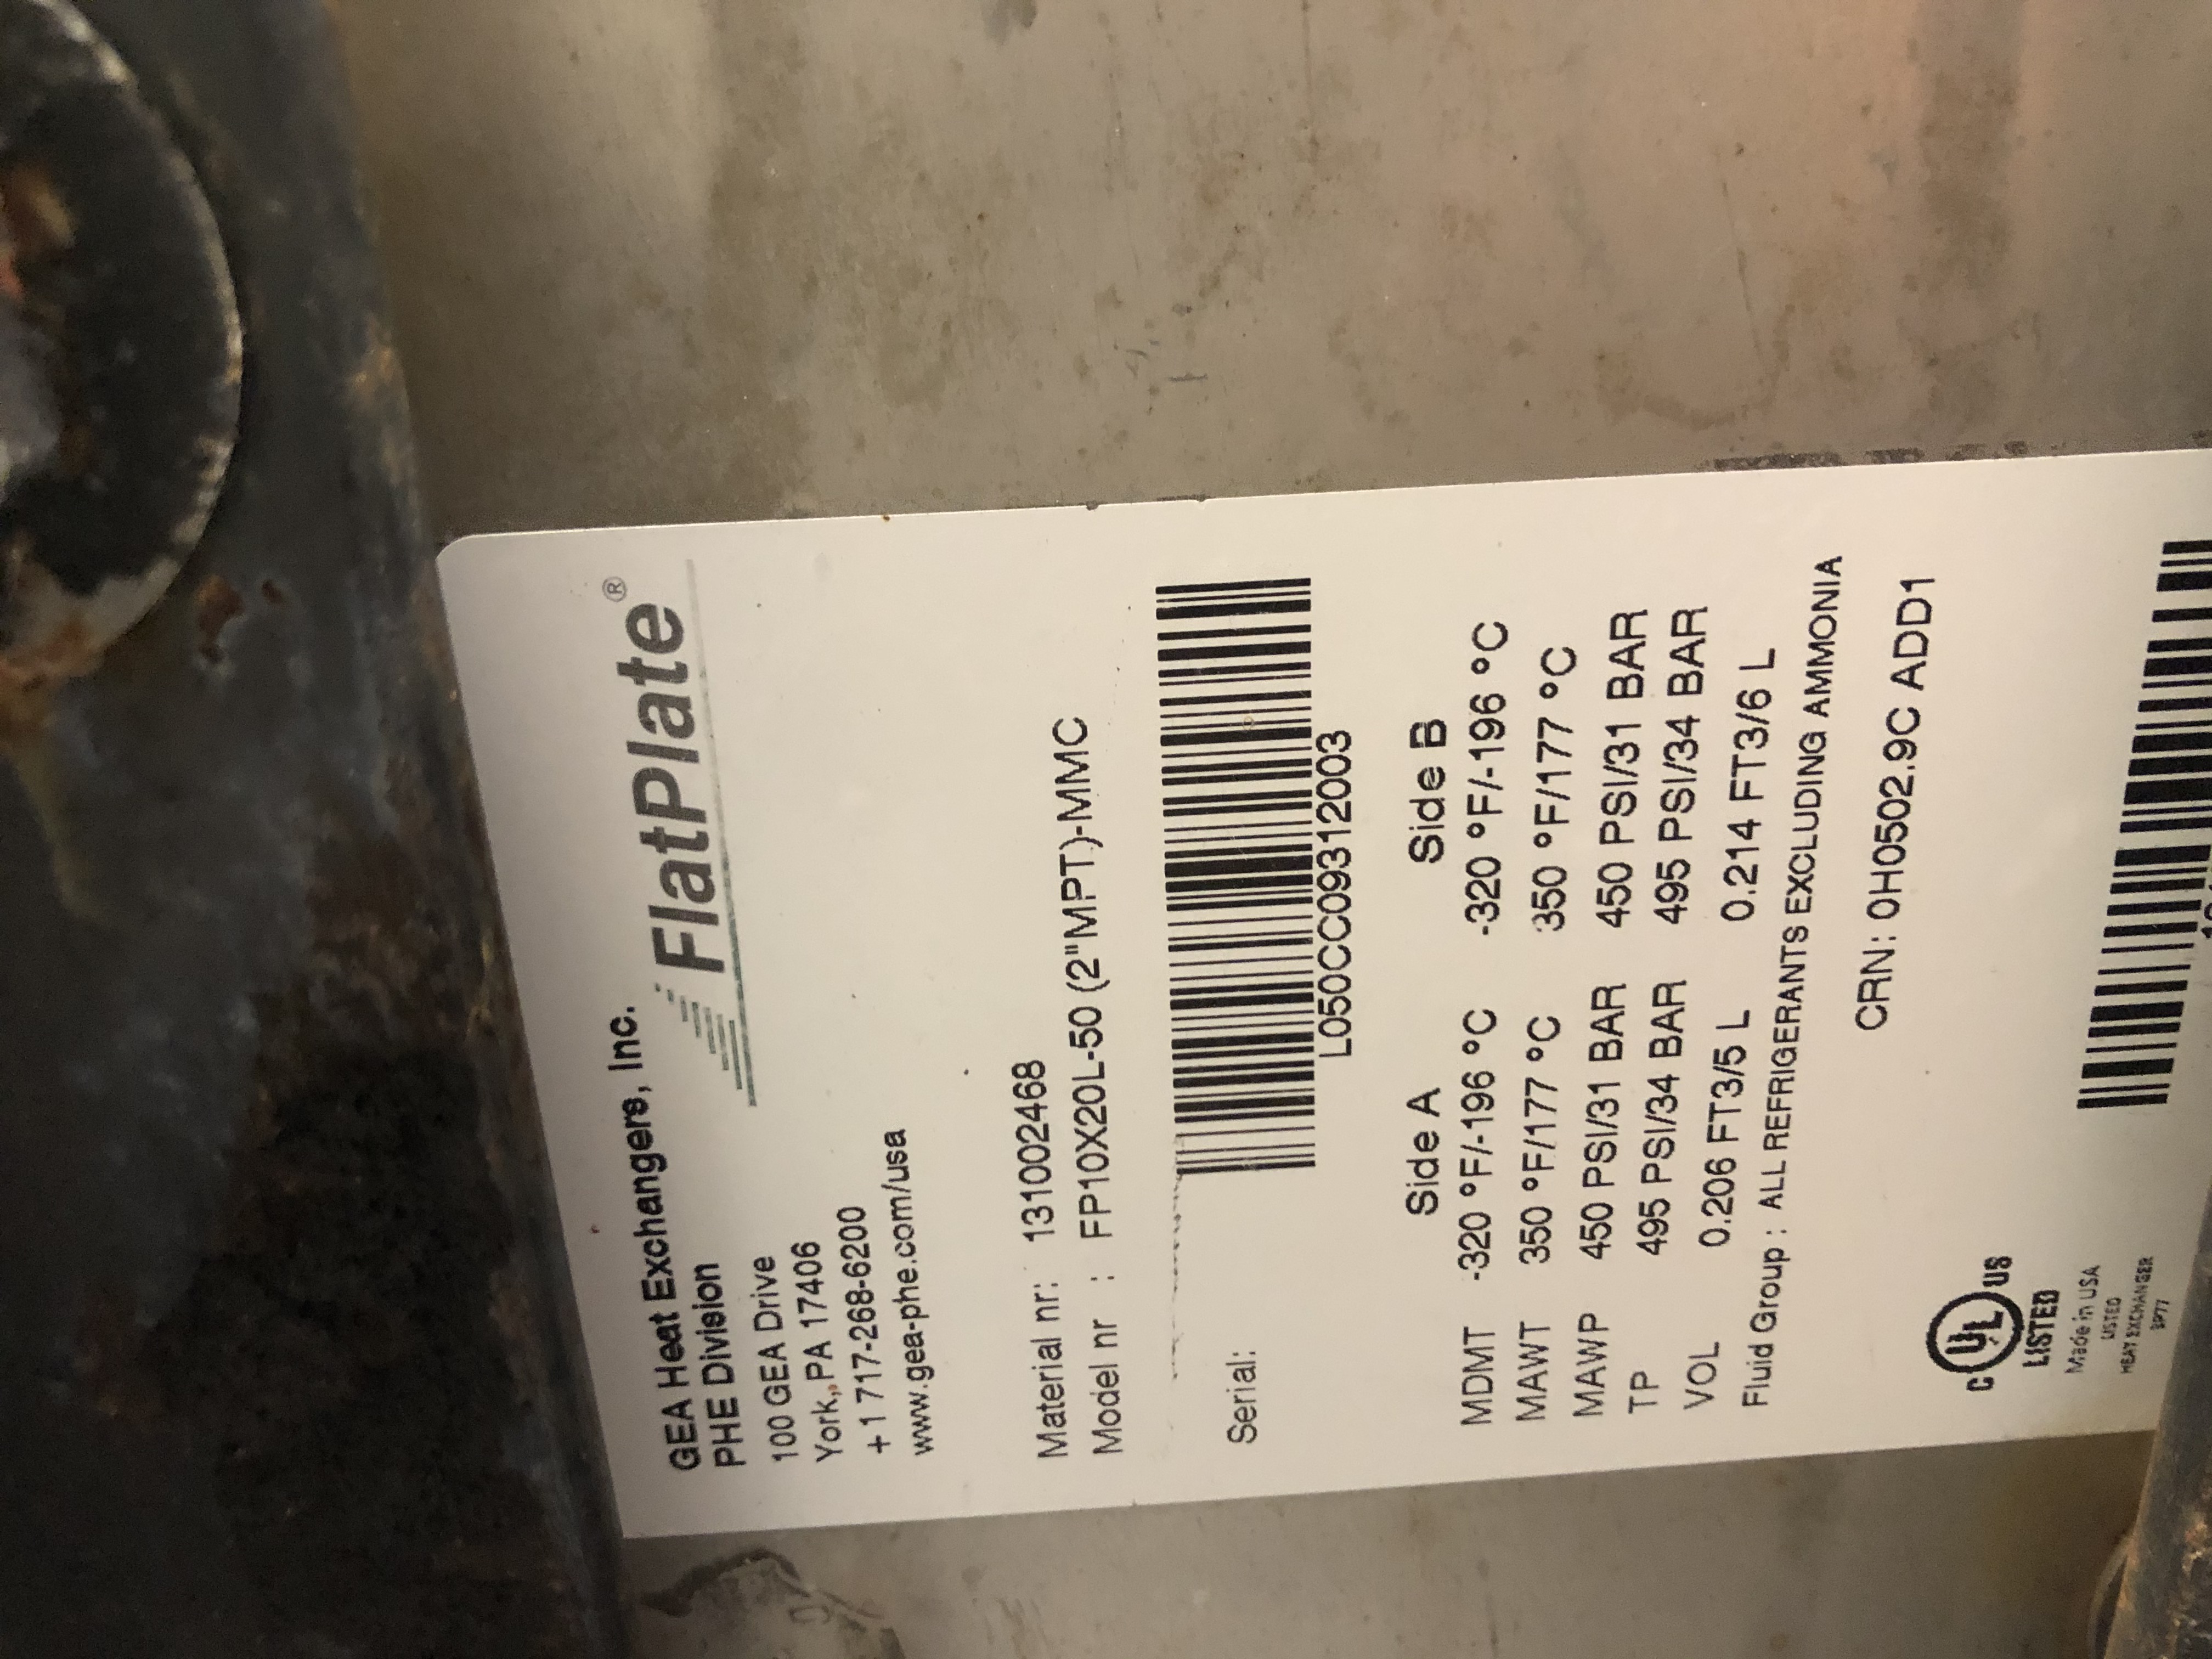 GEA Heat Exchangers, Inc.
PHE Division
FlatPlate®
100 GEA Drive
York, PA 17406
+1 717-268-6200
www.gea-phe.com/usa
Material nr: 131002468
Model nr : FP10X20L-50 (2"MPT)-MMC
Serial:
L050CC09312003
Side A Side B
MDMT -320 °F/-196 °C -320 °F/-196 °C
MAWT 350 °F/177 °C 350 °F/177 °C
MAWP 450 PSI/31 BAR 450 PSI/31 BAR
TP 495 PSI/34 BAR 495 PSI/34 BAR
VOL 0.206 FT3/5 L 0.214 FT3/6 L
Fluid Group : ALL REFRIGERANTS EXCLUDING AMMONIA
CRN: 0H0502.9C ADD1
C UL US
LISTED
Made in USA
LISTED
HEAT EXCHANGER